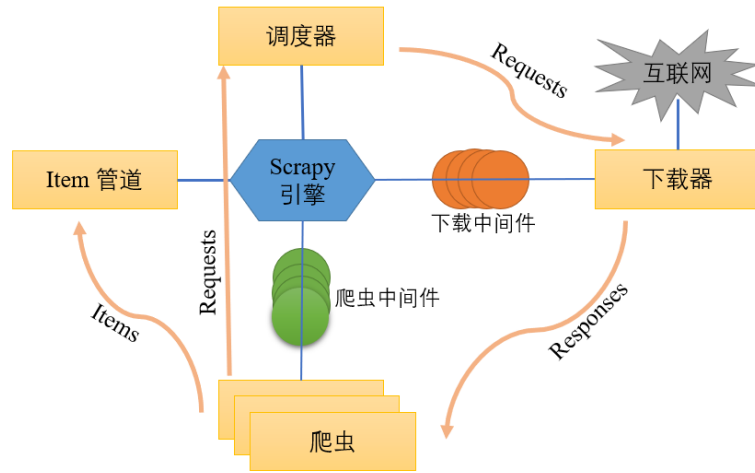 调度器
Requests
互联网
Item 管道
Scrapy
引擎
下载器
下载中间件
Requests
爬虫中间件
Items
Responses
爬虫